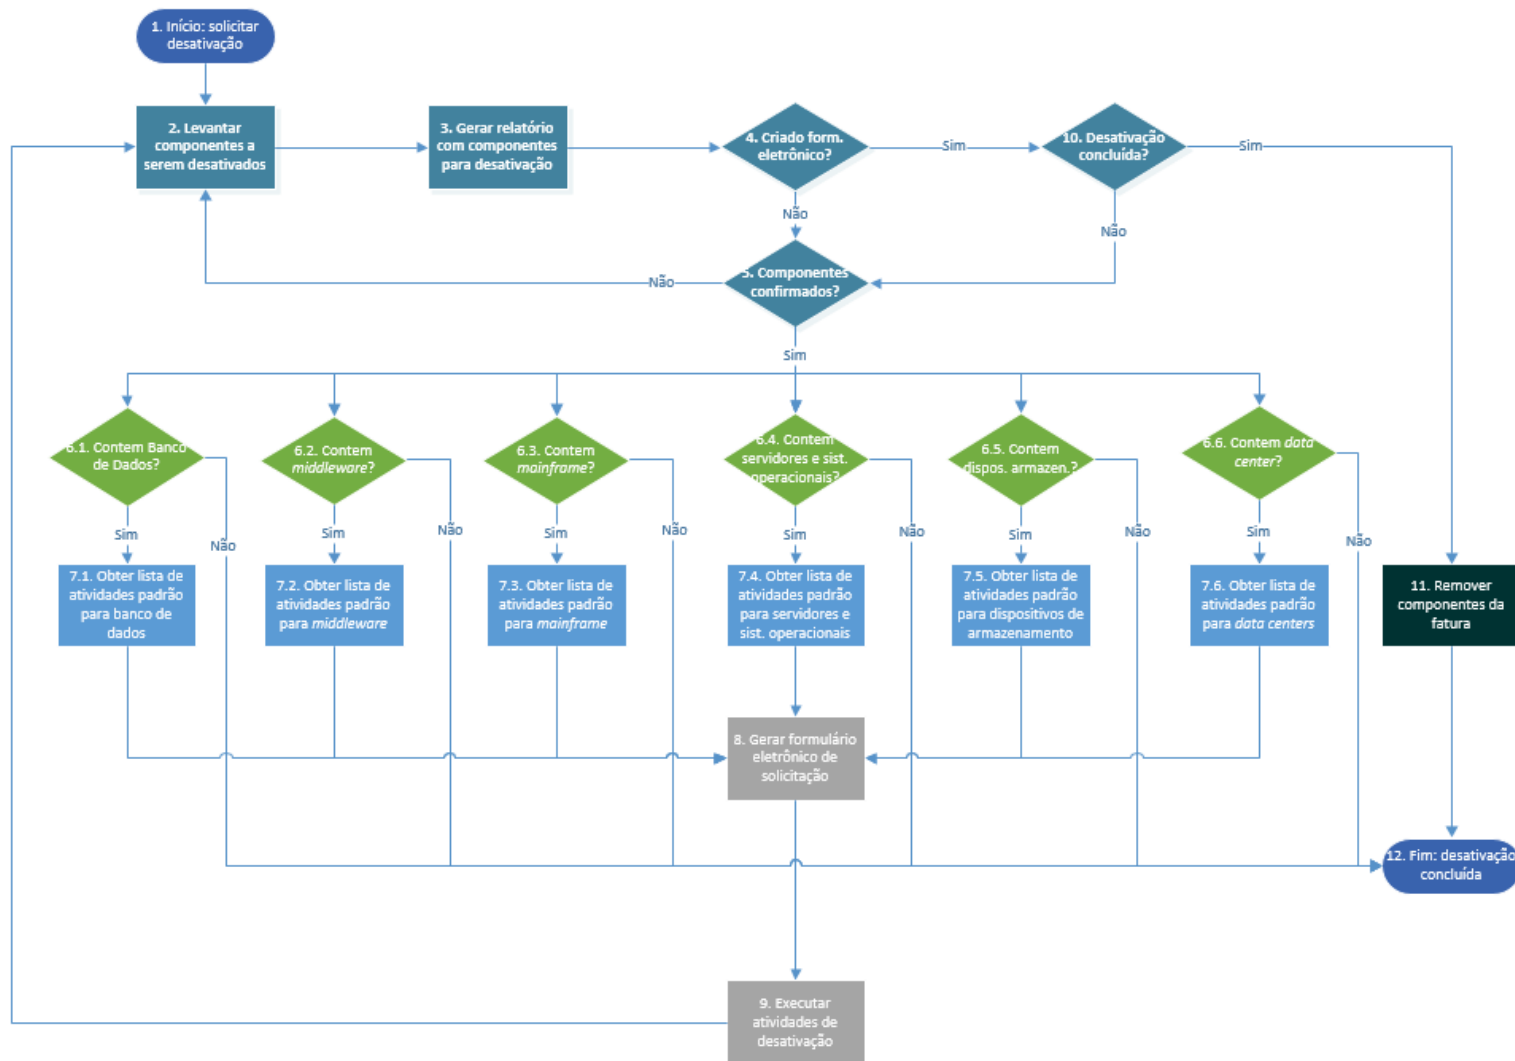 1. Início: solicitar
desativação
2. Levantar
componentes a
serem desativados
3. Gerar relatório
com componentes
para desativação
4. Criado form.
eletrônico?
Sim
10. Desativação
concluída?
Sim
Não
Não
5. Componentes
confirmados?
Não
Sim
6.1. Contem Banco
de Dados?
6.2. Contem
middleware?
6.3. Contem
mainframe?
6.4. Contem
servidores e sist.
operacionais?
6.5. Contem
dispos. armazen.?
6.6. Contem data
center?
Sim
Não
Sim
Não
Sim
Não
Sim
Não
Sim
Não
Sim
Não
7.1. Obter lista de
atividades padrão
para banco de
dados
7.2. Obter lista de
atividades padrão
para middleware
7.3. Obter lista de
atividades padrão
para mainframe
7.4. Obter lista de
atividades padrão
para servidores e
sist. operacionais
7.5. Obter lista de
atividades padrão
para dispositivos de
armazenamento
7.6. Obter lista de
atividades padrão
para data centers
11. Remover
componentes da
fatura
8. Gerar formulário
eletrônico de
solicitação
12. Fim: desativação
concluída
9. Executar
atividades de
desativação